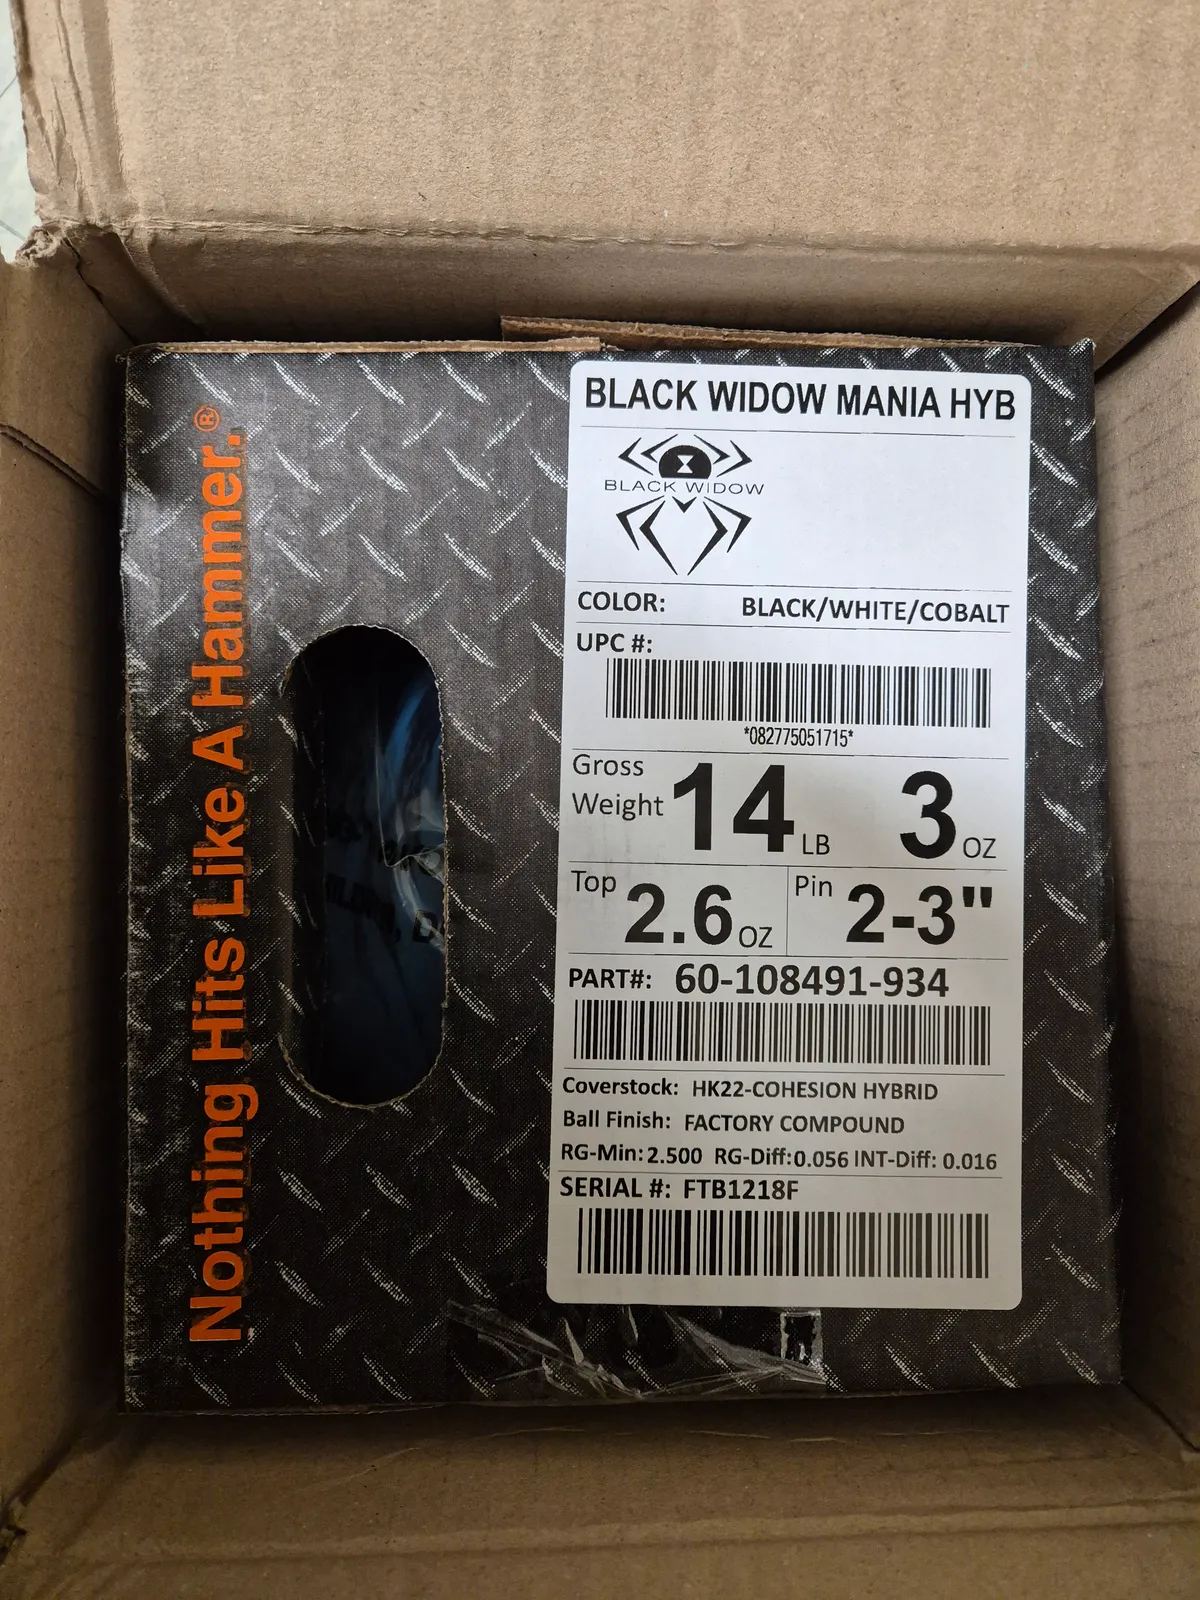 Nothing Hits Like A Hammer.®
BLACK WIDOW MANIA HYB
BLACK WIDOW
COLOR: BLACK/WHITE/COBALT
UPC #:
*082775051715*
Gross Weight 14 LB 3 OZ
Top 2.6 OZ Pin 2-3"
PART#: 60-108491-934
Coverstock: HK22-COHESION HYBRID
Ball Finish: FACTORY COMPOUND
RG-Min: 2.500 RG-Diff: 0.056 INT-Diff: 0.016
SERIAL #: FTB1218F